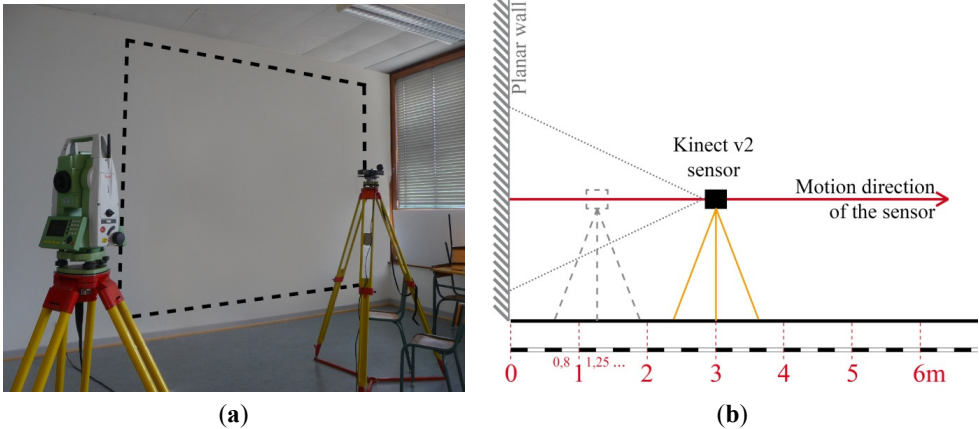 Planar wall
Kinect v2
sensor
Motion direction
of the sensor
0,8
1,25 ...
0 1 2 3 4 5 6m
(a)
(b)